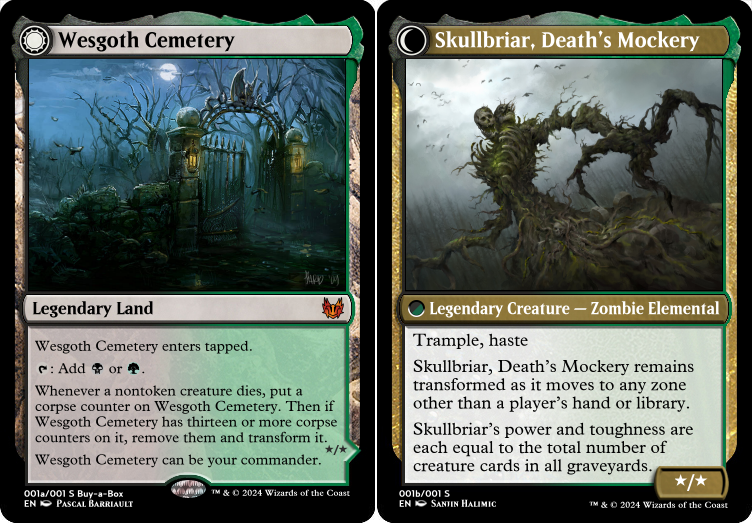 Wesgoth Cemetery
Legendary Land
Wesgoth Cemetery enters tapped.
: Add or .
Whenever a nontoken creature dies, put a
corpse counter on Wesgoth Cemetery. Then if
Wesgoth Cemetery has thirteen or more corpse
counters on it, remove them and transform it.
Wesgoth Cemetery can be your commander.
*/*
001a/001 S Buy-a-Box
EN Pascal Barriault
™ & © 2024 Wizards of the Coast
Skullbriar, Death's Mockery
Legendary Creature — Zombie Elemental
Trample, haste
Skullbriar, Death's Mockery remains
transformed as it moves to any zone
other than a player's hand or library.
Skullbriar's power and toughness are
each equal to the total number of
creature cards in all graveyards.
*/*
001b/001 S
EN Sanfin Halimic
™ & © 2024 Wizards of the Coast